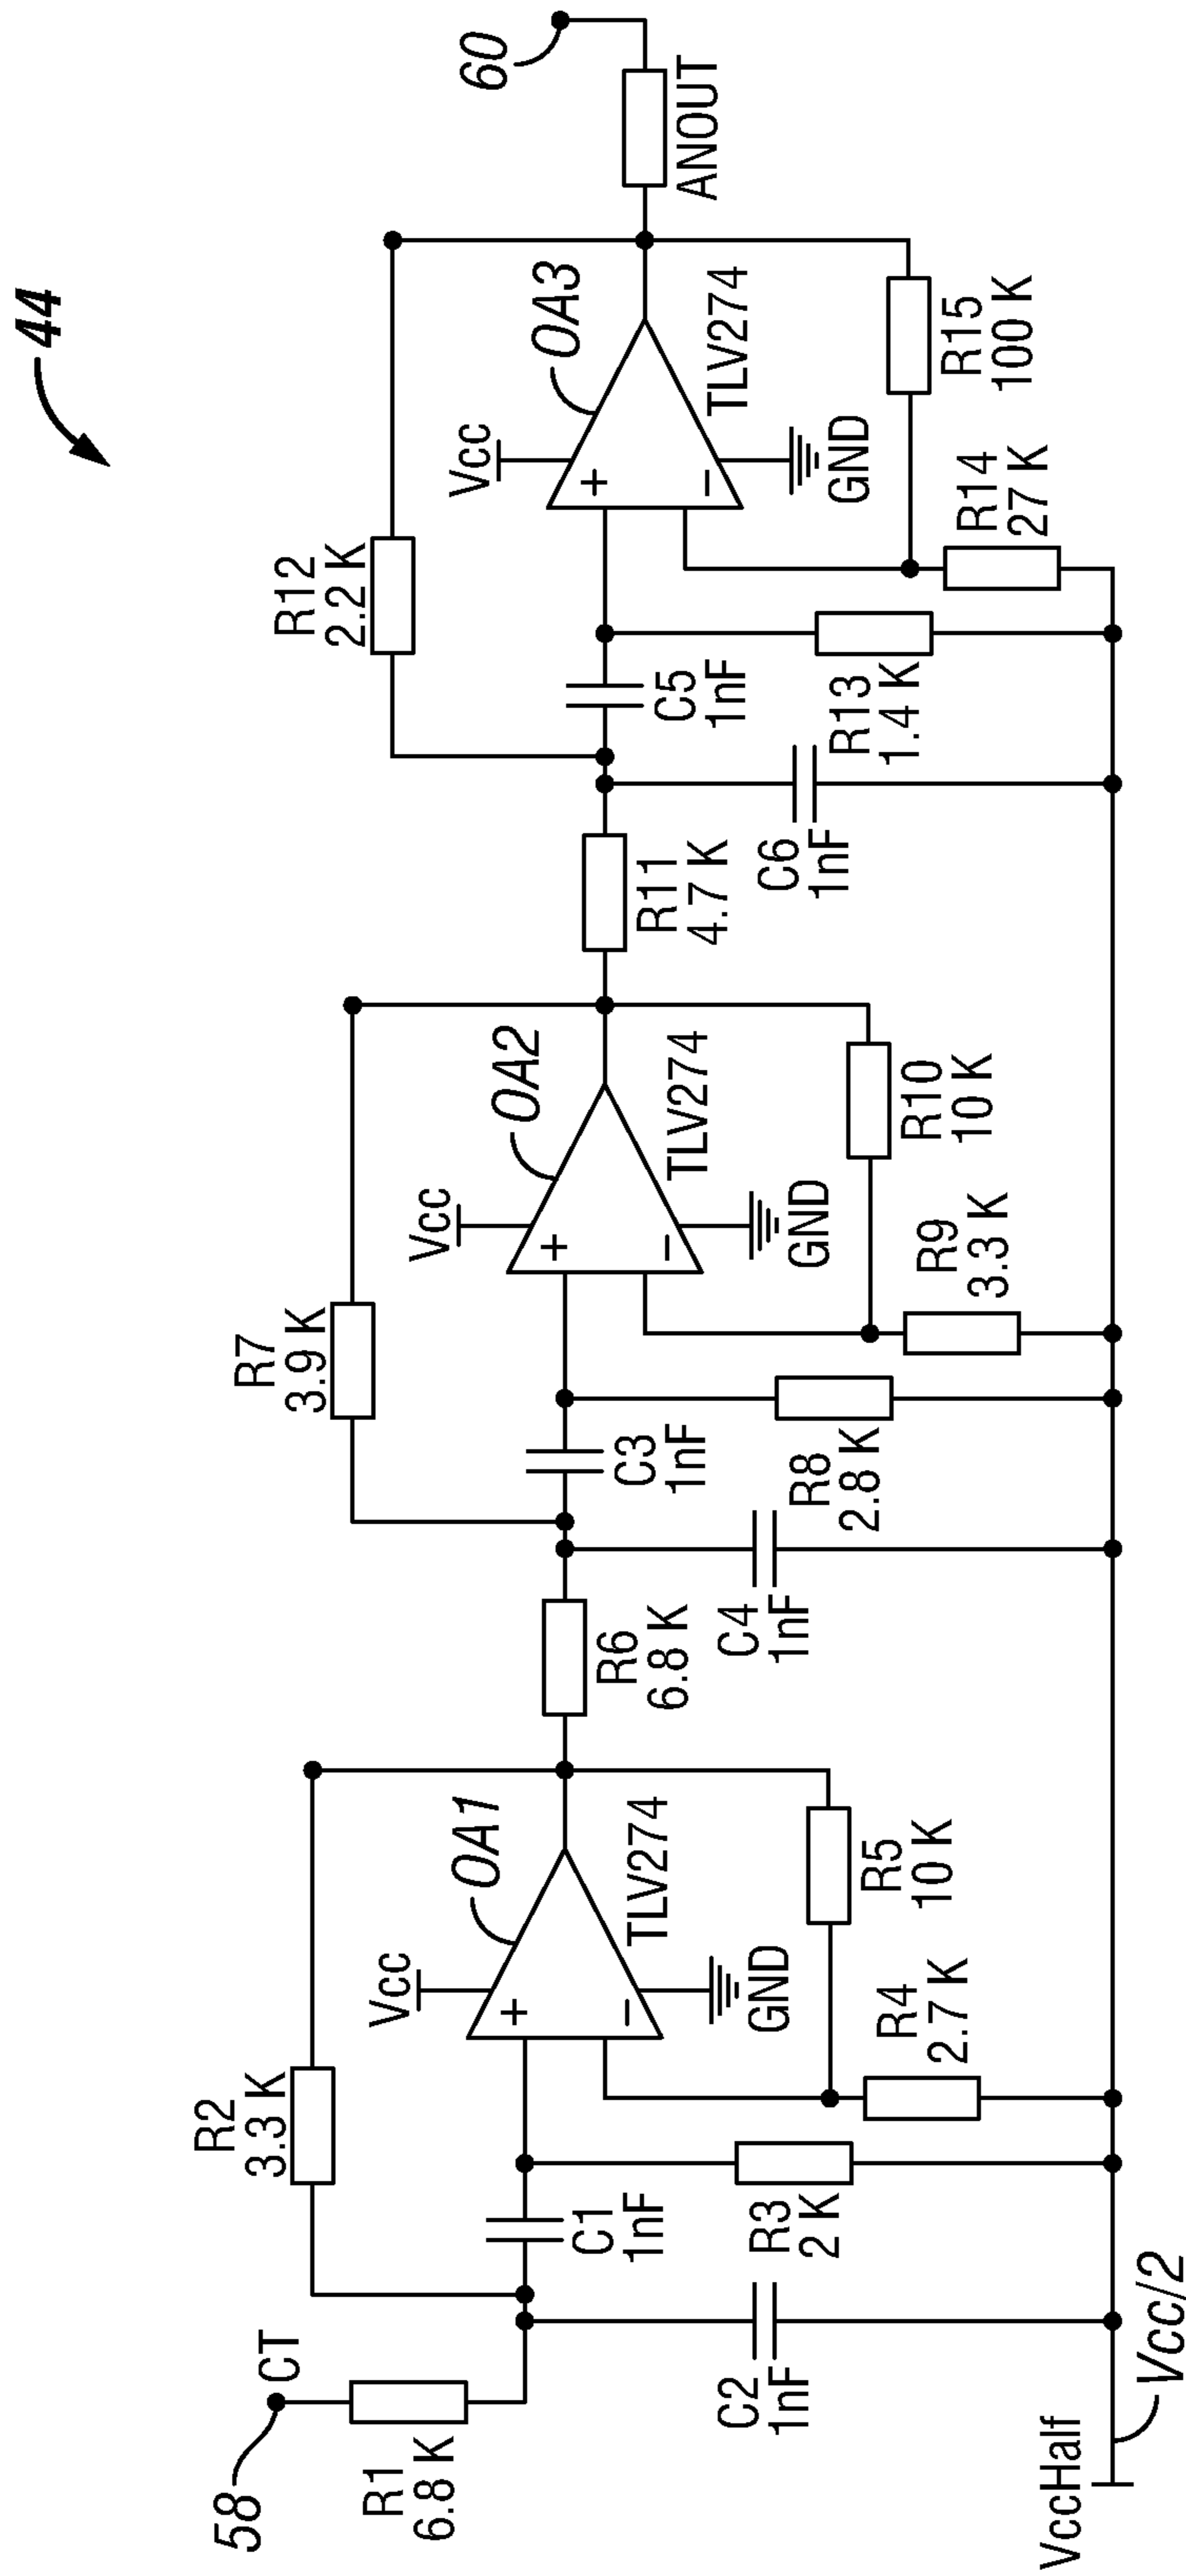 44
58
CT
R1
6.8 K
C2
1nF
R2
3.3 K
C1
1nF
R3
2 K
Vcc
OA1
+
−
TLV274
GND
R4
2.7 K
R5
10 K
R6
6.8 K
C4
1nF
R7
3.9 K
C3
1nF
R8
2.8 K
Vcc
OA2
+
−
TLV274
GND
R9
3.3 K
R10
10 K
R11
4.7 K
C6
1nF
R12
2.2 K
C5
1nF
R13
1.4 K
Vcc
OA3
+
−
TLV274
GND
R14
27 K
R15
100 K
ANOUT
60
VccHalf
Vcc/2